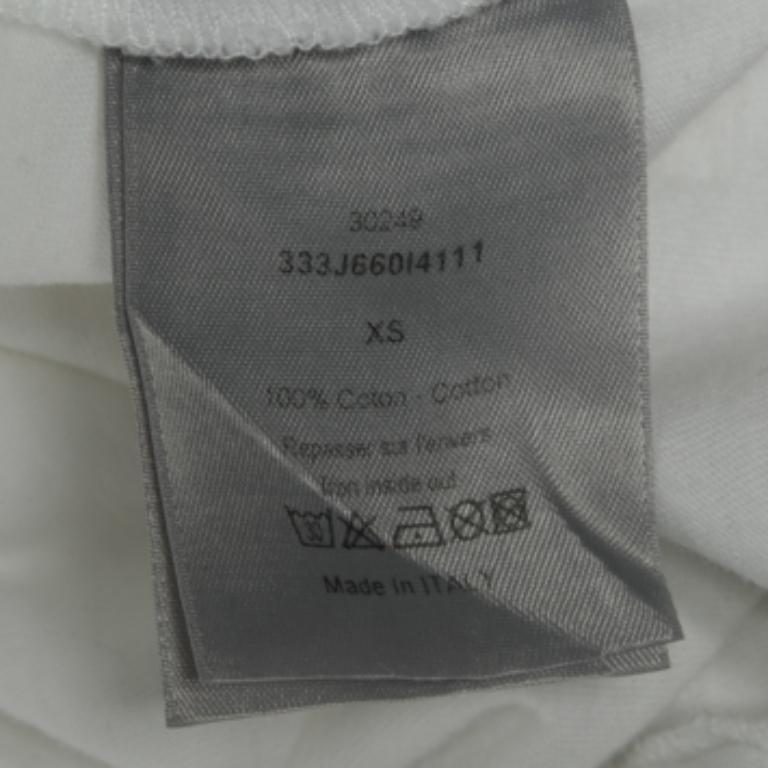 30249
333J660I4111
XS
100% Coton - Cotton
Repasser sur l'envers
Iron inside out
Made in ITALY